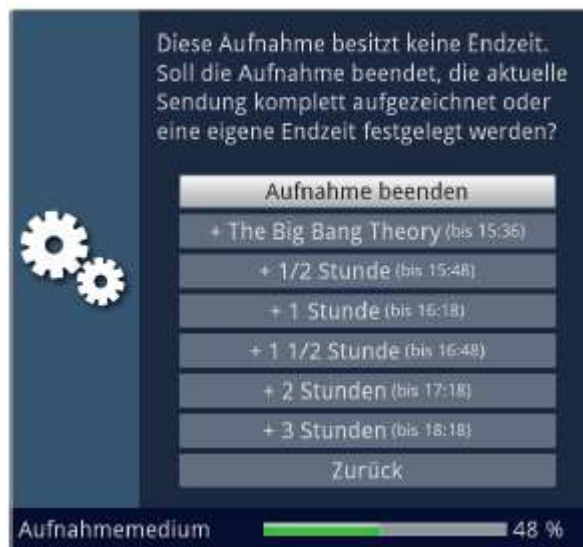 Diese Aufnahme besitzt keine Endzeit.
Soll die Aufnahme beendet, die aktuelle
Sendung komplett aufgezeichnet oder
eine eigene Endzeit festgelegt werden?
Aufnahme beenden
+ The Big Bang Theory (bis 15:36)
+ 1/2 Stunde (bis 15:48)
+ 1 Stunde (bis 16:18)
+ 1 1/2 Stunde (bis 16:48)
+ 2 Stunden (bis 17:18)
+ 3 Stunden (bis 18:18)
Zurück
Aufnahmemedium 48 %